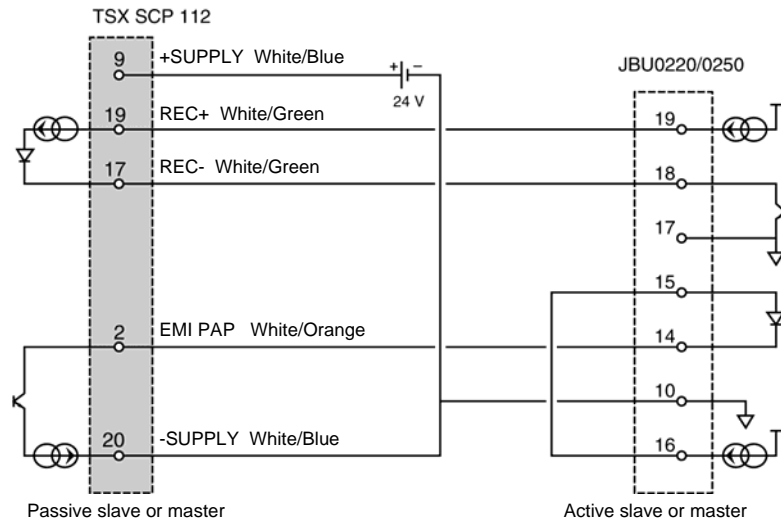 TSX SCP 112
JBU0220/0250
9 +SUPPLY White/Blue
+ −
24 V
19 REC+ White/Green
19
17 REC- White/Green
18
17
15
2 EMI PAP White/Orange
14
10
20 -SUPPLY White/Blue
16
Passive slave or master
Active slave or master